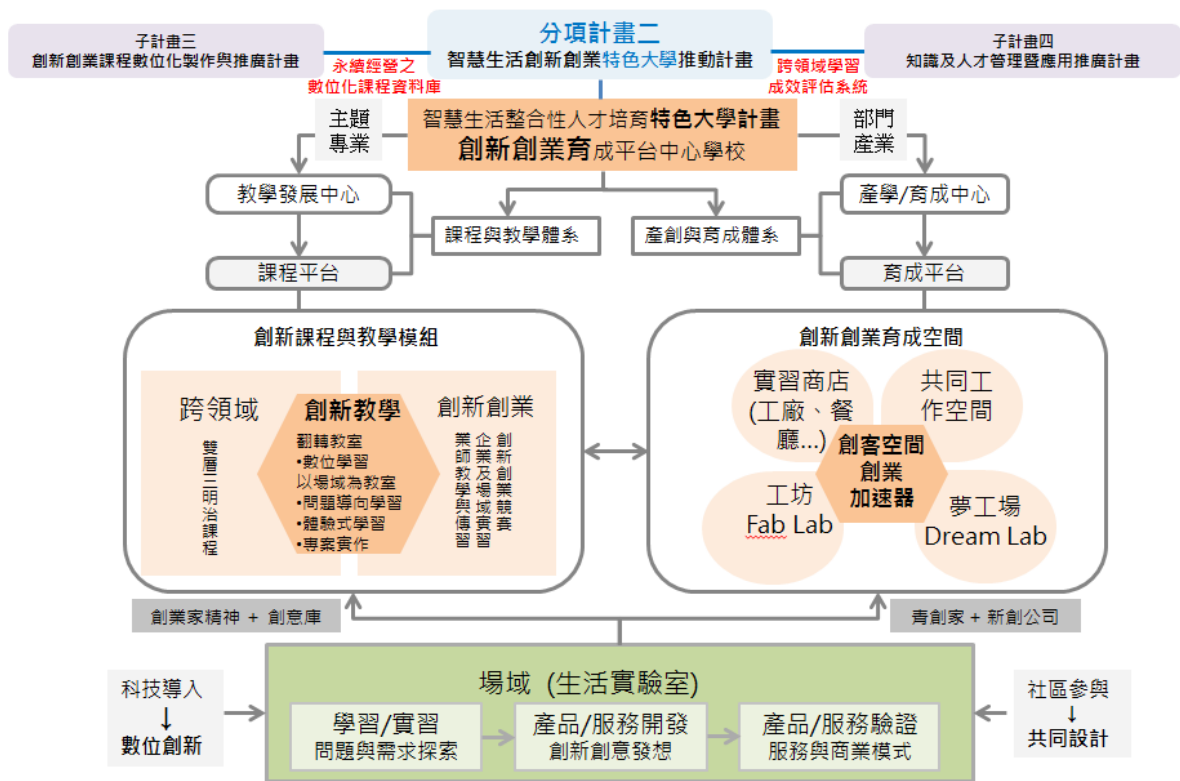 子計畫三
創新創業課程數位化製作與推廣計畫
分項計畫二
智慧生活創新創業特色大學推動計畫
子計畫四
知識及人才管理暨應用推廣計畫
永續經營之
數位化課程資料庫
跨領域學習
成效評估系統
主題
專業
智慧生活整合性人才培育特色大學計畫
創新創業育成平台中心學校
部門
產業
教學發展中心
產學/育成中心
課程與教學體系
產創與育成體系
課程平台
育成平台
創新課程與教學模組
跨領域
雙層三明治課程
創新教學
翻轉教室
•數位學習
以場域為教室
•問題導向學習
•體驗式學習
•專案實作
創新創業
創新創業競賽
企業及場域實習
業師教學與傳習
創新創業育成空間
實習商店
(工廠、餐
廳...)
共同工
作空間
創客空間
創業
加速器
工坊
Fab Lab
夢工場
Dream Lab
創業家精神 + 創意庫
青創家 + 新創公司
場域 (生活實驗室)
科技導入
↓
數位創新
學習/實習
問題與需求探索
產品/服務開發
創新創意發想
產品/服務驗證
服務與商業模式
社區參與
↓
共同設計